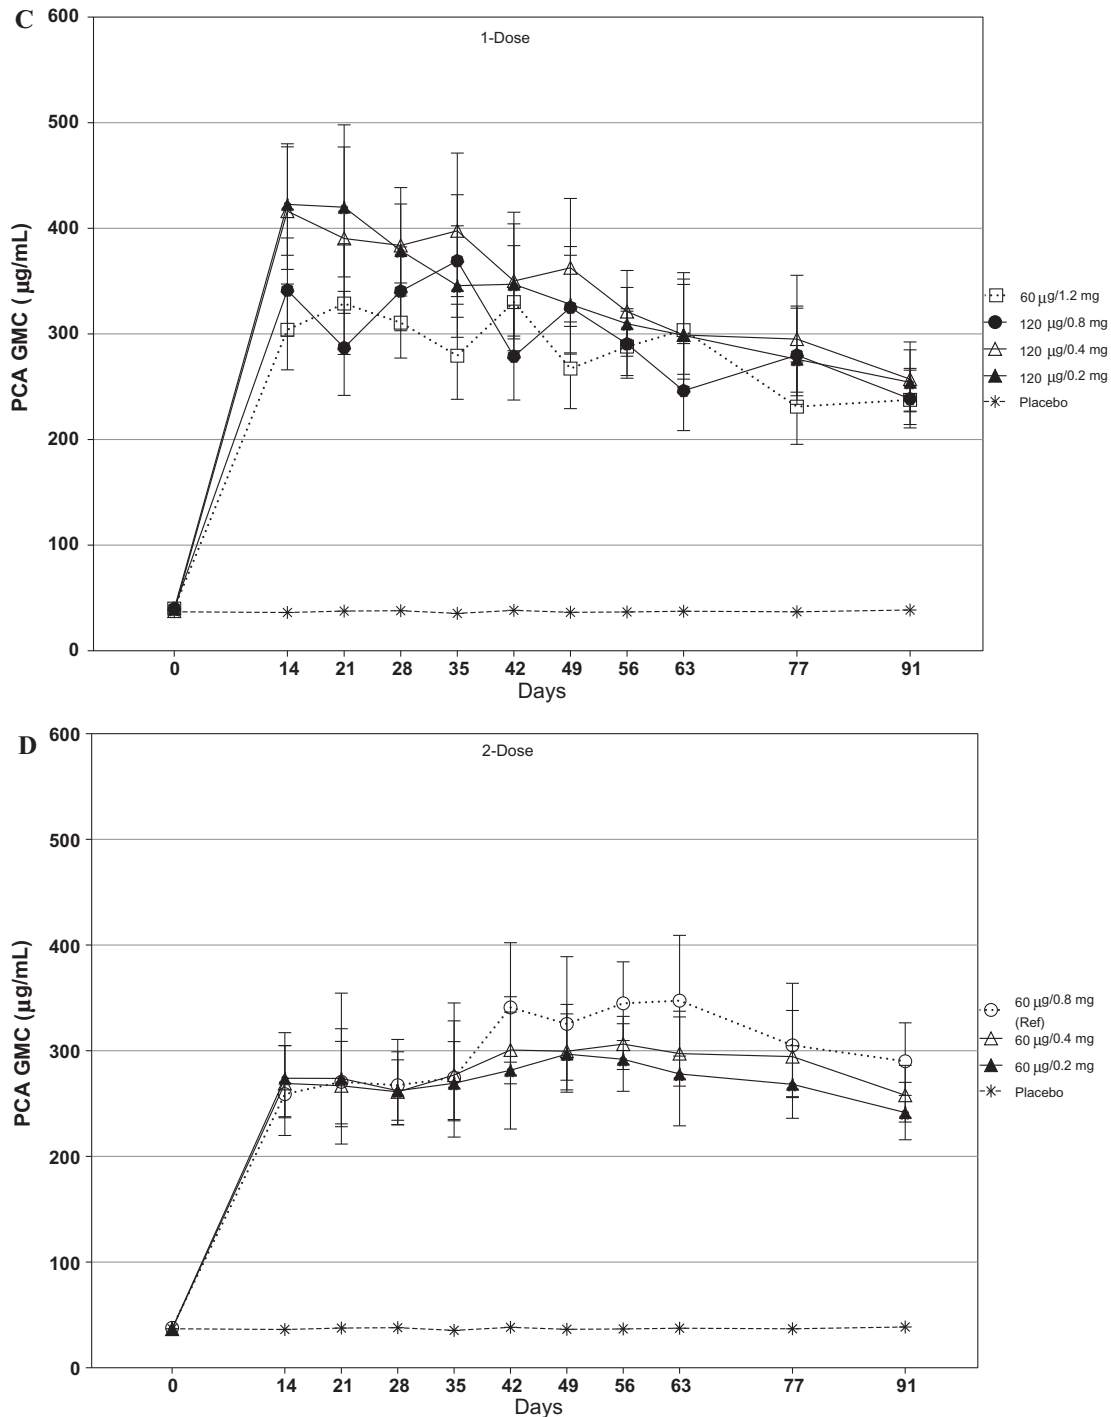 C
1-Dose
600
500
400
300
200
100
0
PCA GMC ( μg/mL)
60 μg/1.2 mg
120 μg/0.8 mg
120 μg/0.4 mg
120 μg/0.2 mg
Placebo
0 14 21 28 35 42 49 56 63 77 91
Days
D
2-Dose
600
500
400
300
200
100
0
PCA GMC (μg/mL)
60 μg/0.8 mg
(Ref)
60 μg/0.4 mg
60 μg/0.2 mg
Placebo
0 14 21 28 35 42 49 56 63 77 91
Days